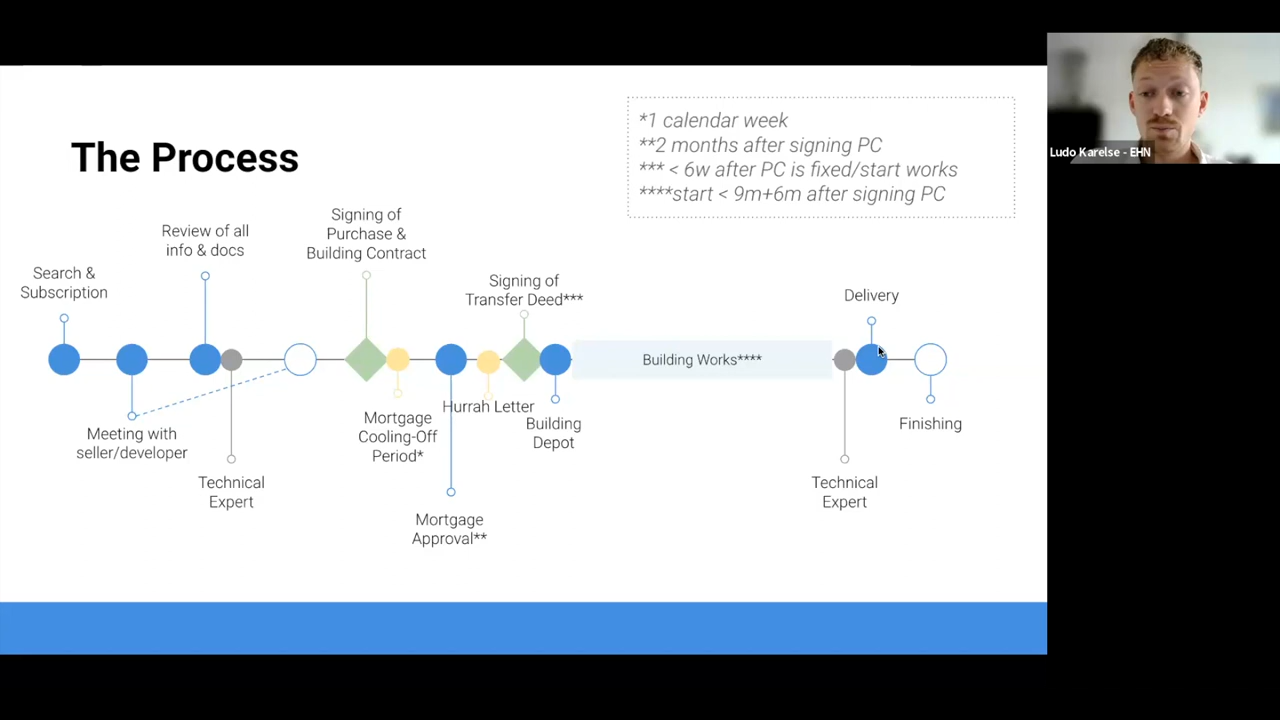 The Process
*1 calendar week
**2 months after signing PC
*** < 6w after PC is fixed/start works
****start < 9m+6m after signing PC
Ludo Karelse - EHN
Search &
Subscription
Meeting with
seller/developer
Review of all
info & docs
Technical
Expert
Signing of
Purchase &
Building Contract
Mortgage
Cooling-Off
Period*
Mortgage
Approval**
Hurrah Letter
Signing of
Transfer Deed***
Building
Depot
Building Works****
Technical
Expert
Delivery
Finishing